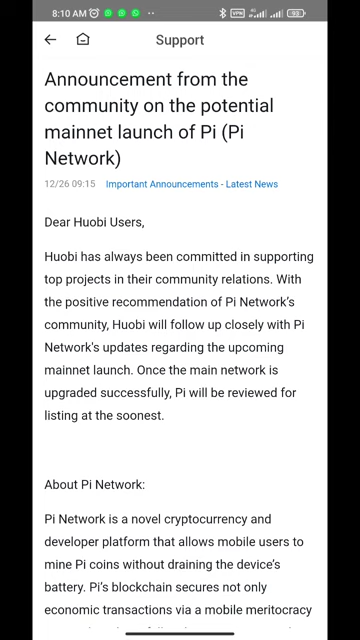 8:10 AM
VPN
4G
93
Support
Announcement from the
community on the potential
mainnet launch of Pi (Pi
Network)
12/26 09:15 Important Announcements - Latest News
Dear Huobi Users,
Huobi has always been committed in supporting
top projects in their community relations. With
the positive recommendation of Pi Network’s
community, Huobi will follow up closely with Pi
Network's updates regarding the upcoming
mainnet launch. Once the main network is
upgraded successfully, Pi will be reviewed for
listing at the soonest.
About Pi Network:
Pi Network is a novel cryptocurrency and
developer platform that allows mobile users to
mine Pi coins without draining the device’s
battery. Pi’s blockchain secures not only
economic transactions via a mobile meritocracy